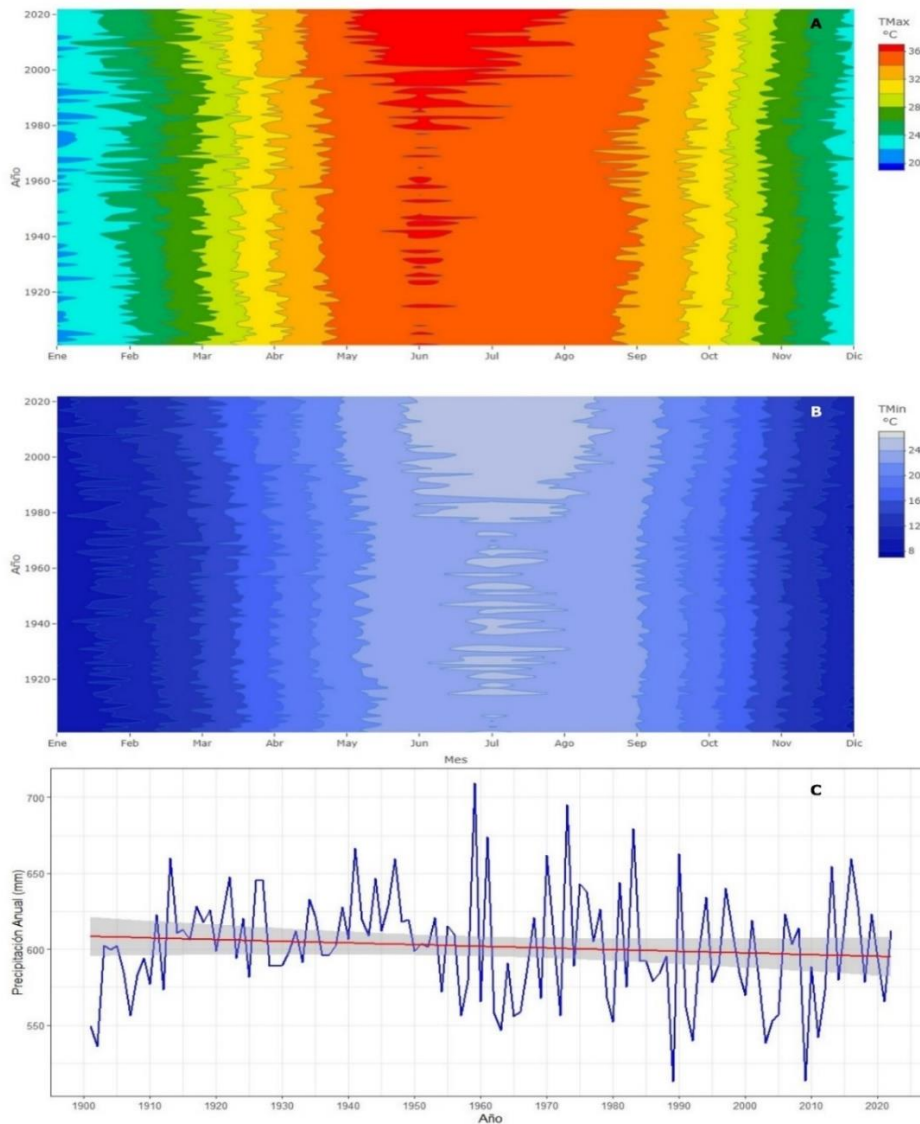 A
TMax
°C
36
32
28
24
20
Año
2020
2000
1980
1960
1940
1920
Ene Feb Mar Abr May Jun Jul Ago Sep Oct Nov Dic
B
TMin
°C
24
20
16
12
8
Año
2020
2000
1980
1960
1940
1920
Ene Feb Mar Abr May Jun Jul Ago Sep Oct Nov Dic
Mes
C
Precipitación Anual (mm)
700
650
600
550
1900 1910 1920 1930 1940 1950 1960 1970 1980 1990 2000 2010 2020
Año